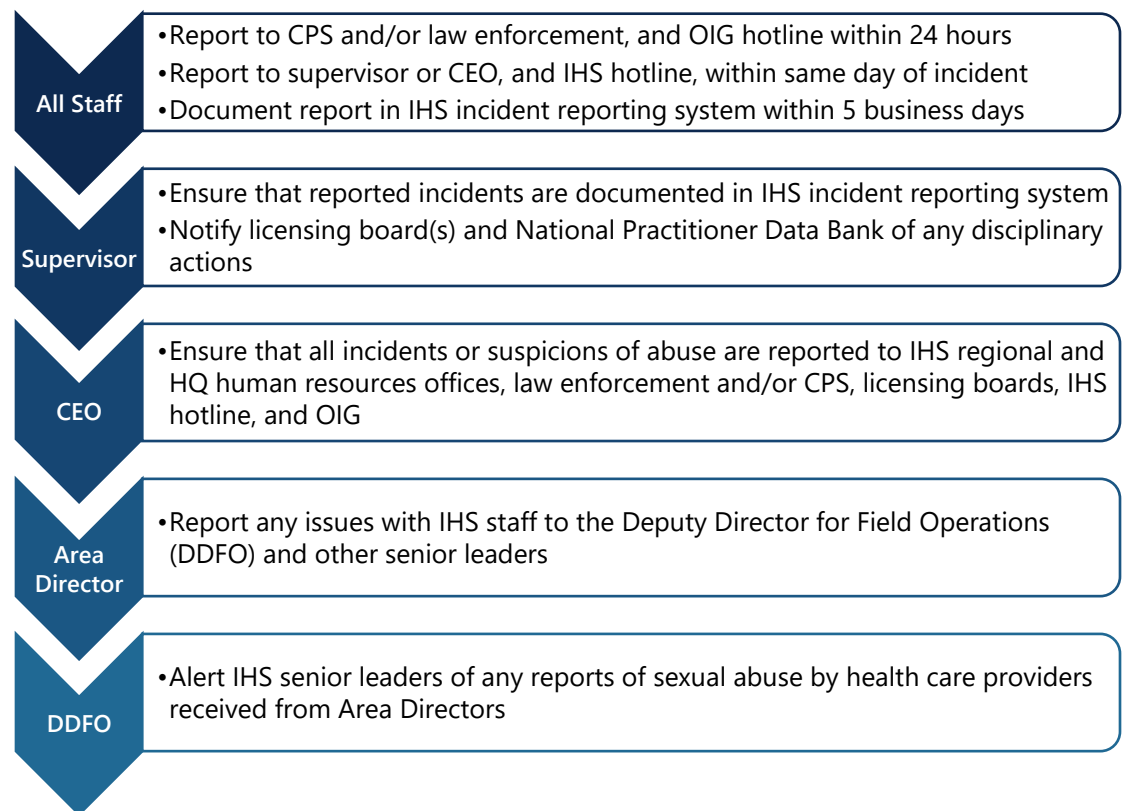 All Staff
•Report to CPS and/or law enforcement, and OIG hotline within 24 hours
•Report to supervisor or CEO, and IHS hotline, within same day of incident
•Document report in IHS incident reporting system within 5 business days
Supervisor
•Ensure that reported incidents are documented in IHS incident reporting system
•Notify licensing board(s) and National Practitioner Data Bank of any disciplinary
actions
CEO
•Ensure that all incidents or suspicions of abuse are reported to IHS regional and
HQ human resources offices, law enforcement and/or CPS, licensing boards, IHS
hotline, and OIG
Area
Director
•Report any issues with IHS staff to the Deputy Director for Field Operations
(DDFO) and other senior leaders
DDFO
•Alert IHS senior leaders of any reports of sexual abuse by health care providers
received from Area Directors